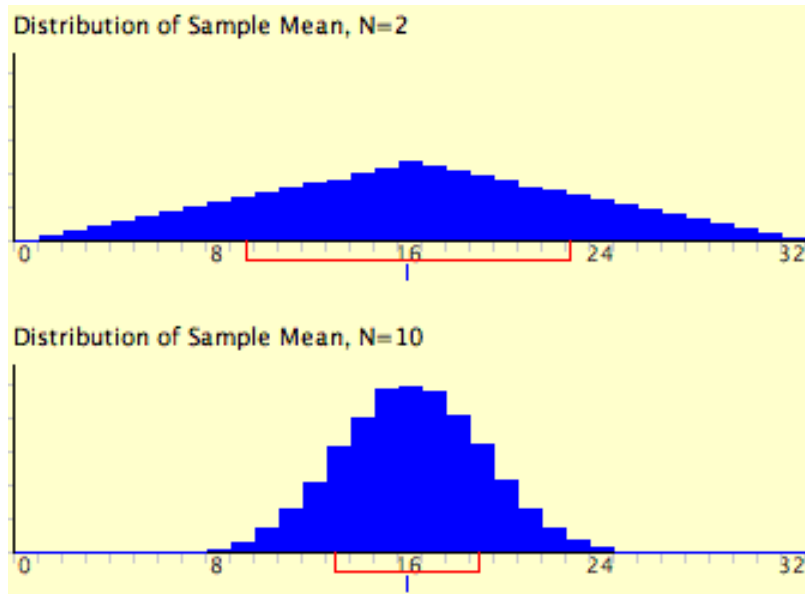 Distribution of Sample Mean, N=2
0 8 16 24 32
Distribution of Sample Mean, N=10
0 8 16 24 32